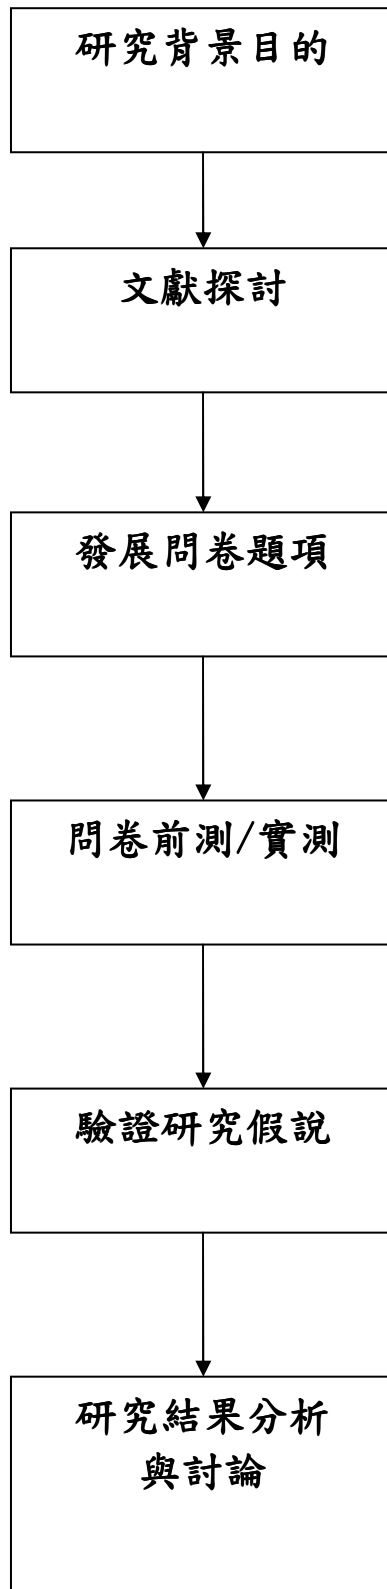 研究背景目的
文獻探討
發展問卷題項
問卷前測/實測
驗證研究假說
研究結果分析
與討論